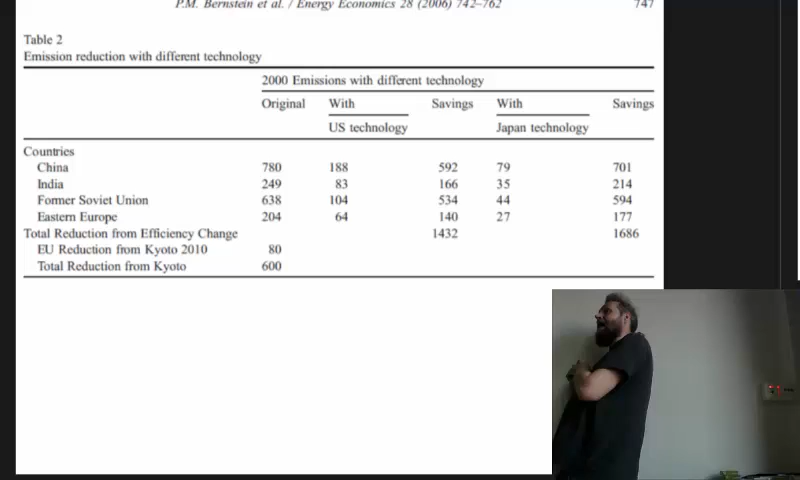 P.M. Bernstein et al. / Energy Economics 28 (2006) 742–762 747
Table 2
Emission reduction with different technology
2000 Emissions with different technology
Original With Savings With Savings
US technology Japan technology
Countries
China 780 188 592 79 701
India 249 83 166 35 214
Former Soviet Union 638 104 534 44 594
Eastern Europe 204 64 140 27 177
Total Reduction from Efficiency Change 1432 1686
EU Reduction from Kyoto 2010 80
Total Reduction from Kyoto 600